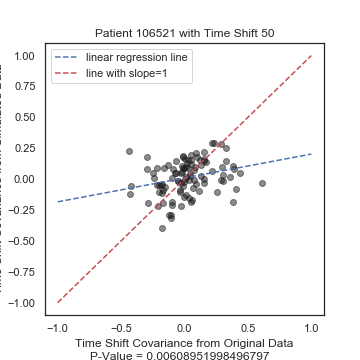 Patient 106521 with Time Shift 50
linear regression line
line with slope=1
1.00
0.75
0.50
0.25
0.00
−0.25
−0.50
−0.75
−1.00
−1.0 −0.5 0.0 0.5 1.0
Time Shift Covariance from Original Data
P-Value = 0.00608951998496797